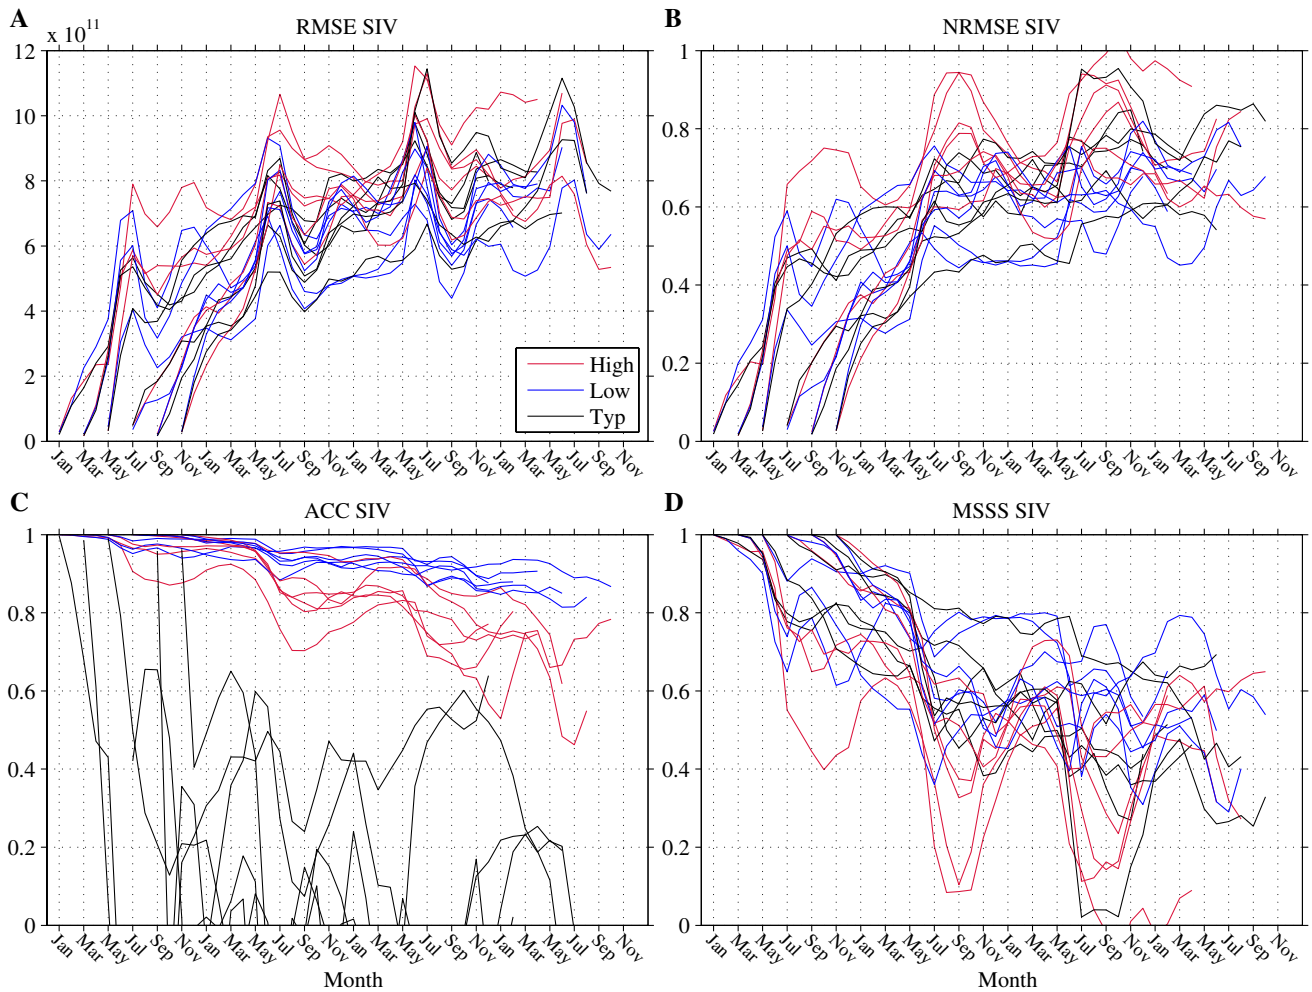 A
RMSE SIV
x 10^11
12
10
8
6
4
2
0
High
Low
Typ
Jan Mar May Jul Sep Nov Jan Mar May Jul Sep Nov Jan Mar May Jul Sep Nov Jan Mar May Jul Sep Nov
B
NRMSE SIV
1
0.8
0.6
0.4
0.2
0
Jan Mar May Jul Sep Nov Jan Mar May Jul Sep Nov Jan Mar May Jul Sep Nov Jan Mar May Jul Sep Nov
C
ACC SIV
1
0.8
0.6
0.4
0.2
0
Jan Mar May Jul Sep Nov Jan Mar May Jul Sep Nov Jan Mar May Jul Sep Nov Jan Mar May Jul Sep Nov
Month
D
MSSS SIV
1
0.8
0.6
0.4
0.2
0
Jan Mar May Jul Sep Nov Jan Mar May Jul Sep Nov Jan Mar May Jul Sep Nov Jan Mar May Jul Sep Nov
Month